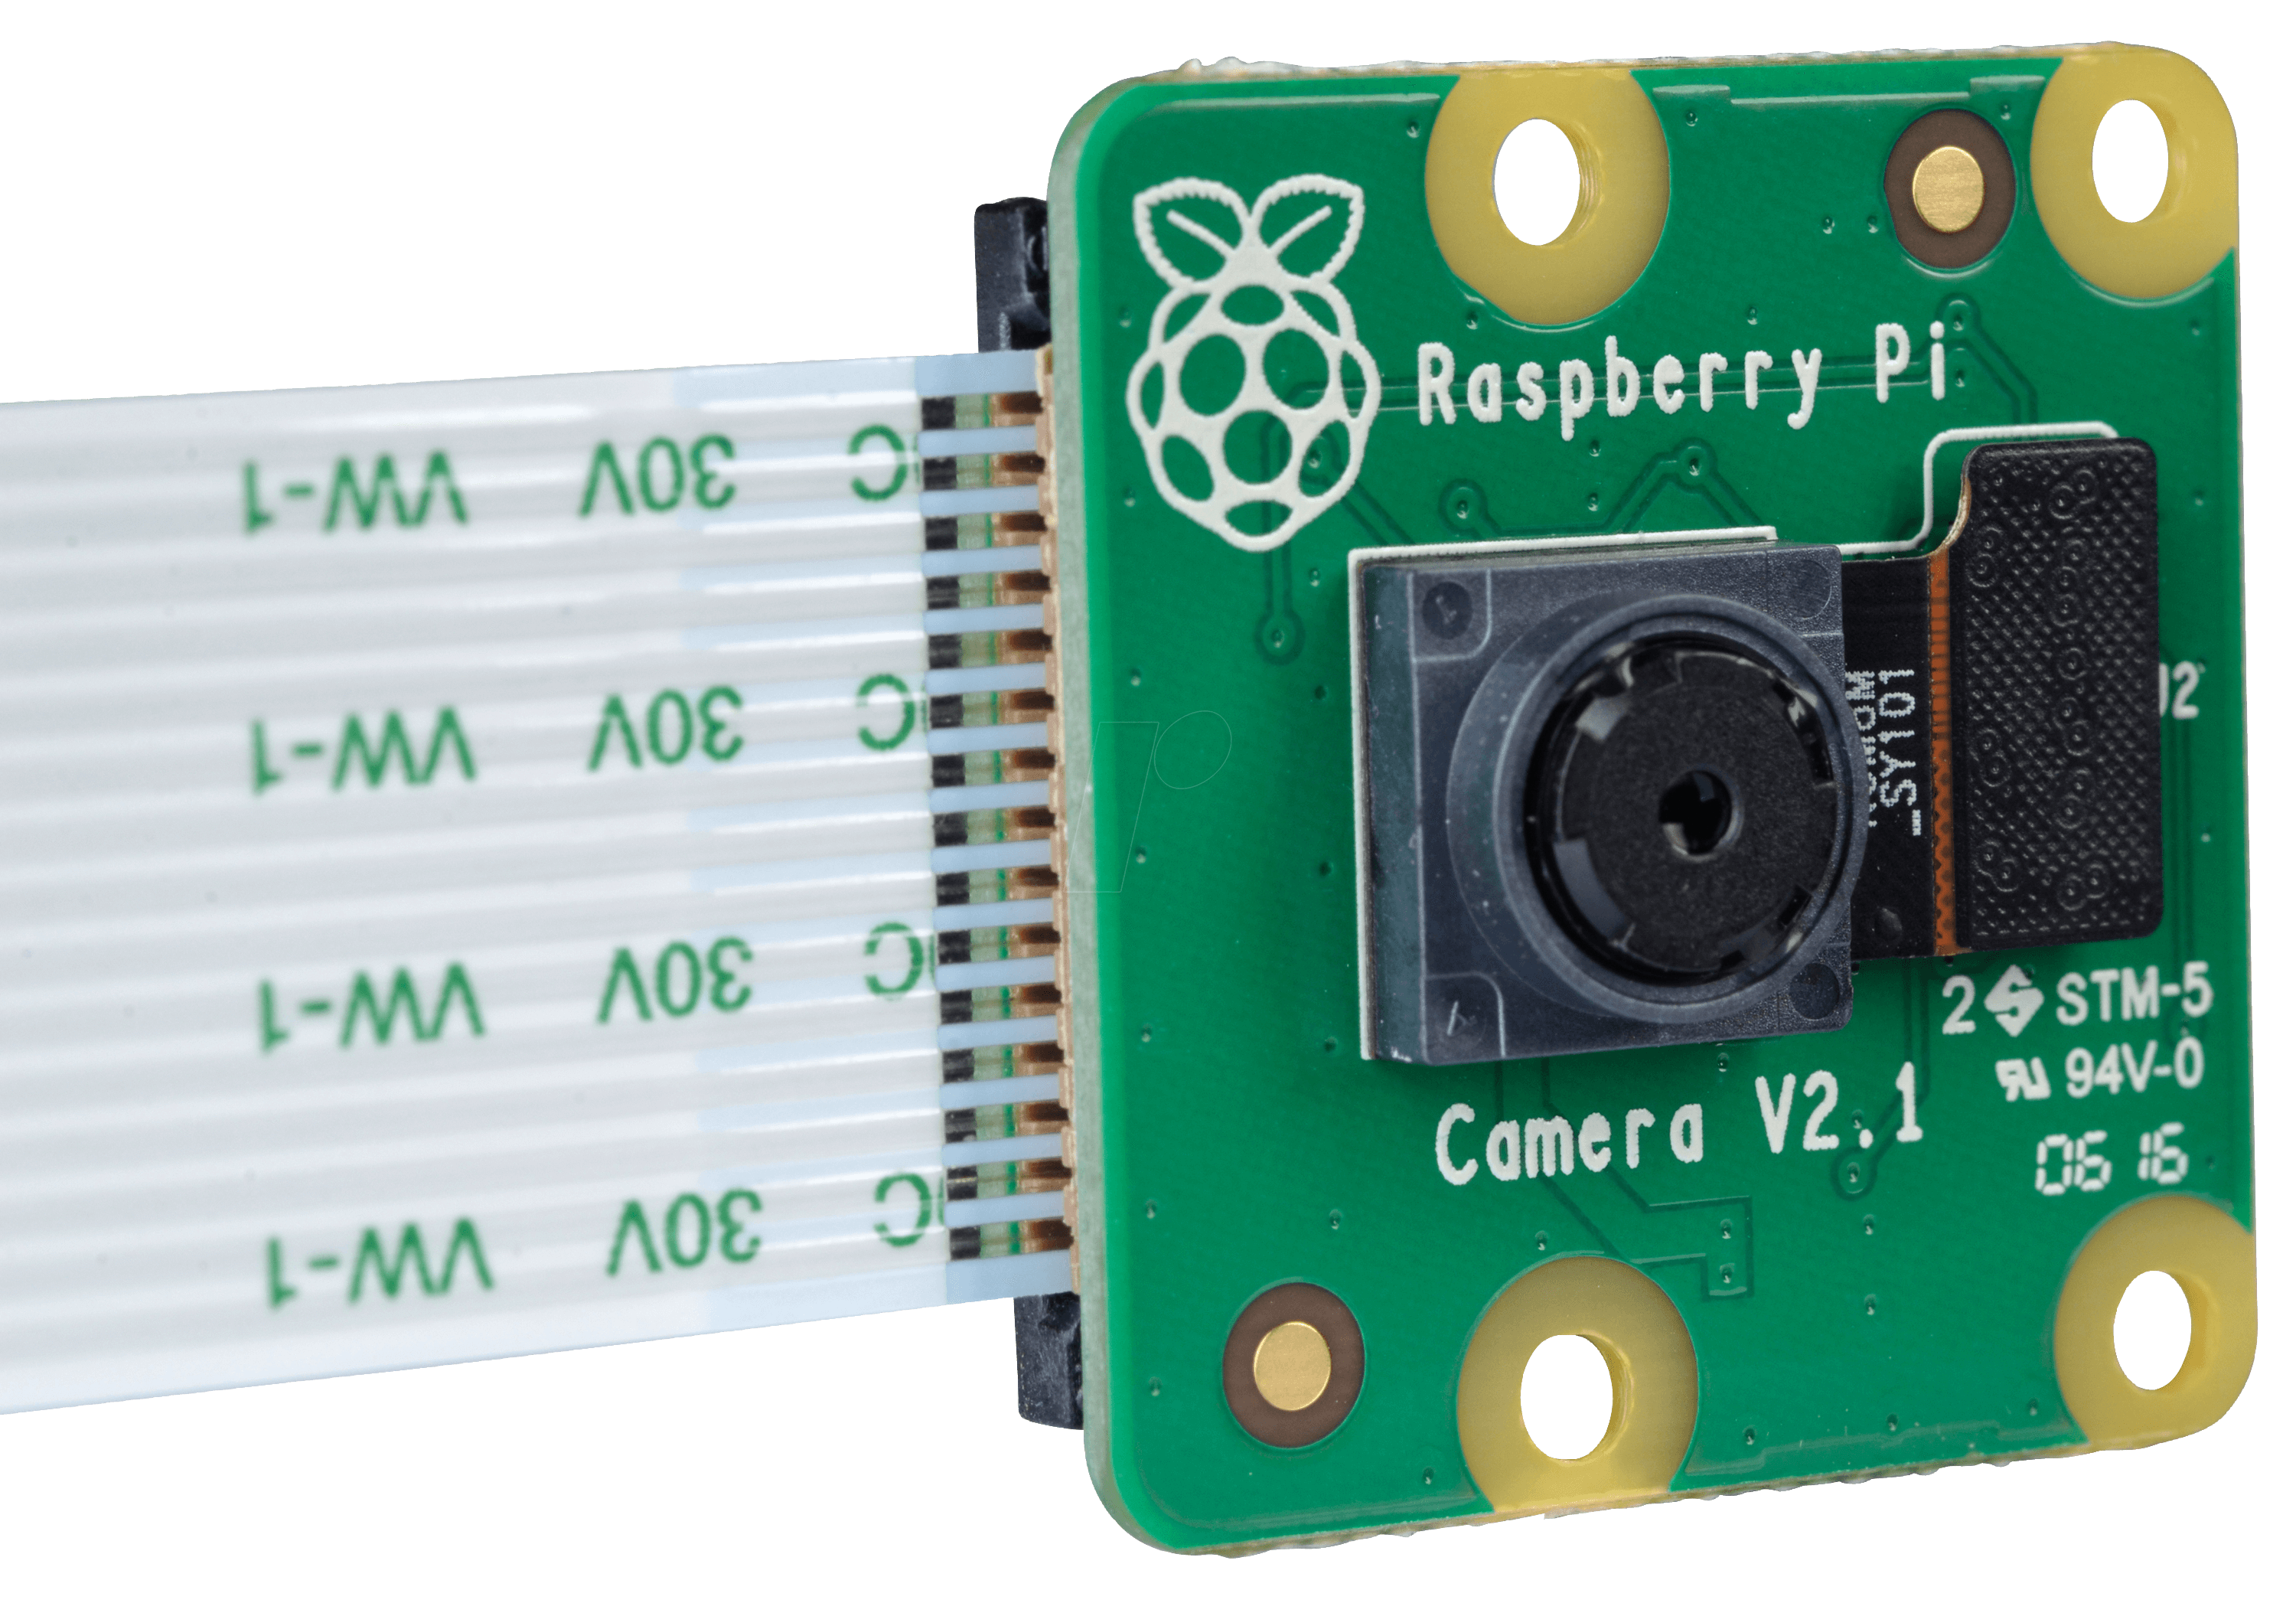 Raspberry Pi
SY101
02
2 STM-5
94V-0
Camera V2.1
06 16
VW-1 30V C
VW-1 30V C
VW-1 30V C
VW-1 30V C